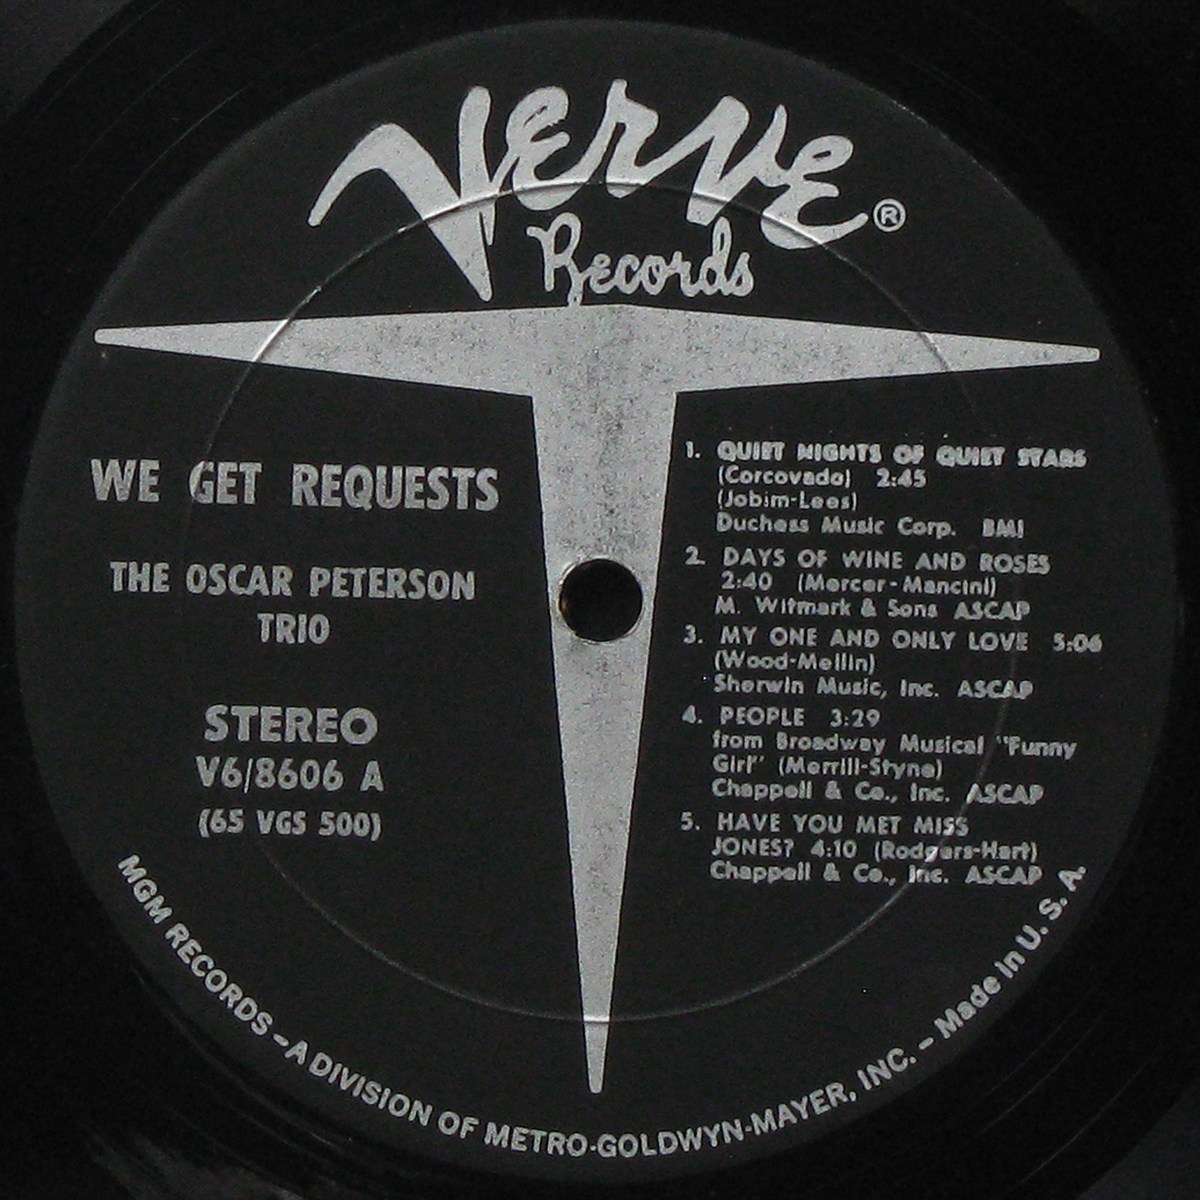 Verve®
Records
WE GET REQUESTS
THE OSCAR PETERSON
TRIO
STEREO
V6/8606 A
(65 VGS 500)
1. QUIET NIGHTS OF QUIET STARS
(Corcovado) 2:45
(Jobim-Lees)
Duchess Music Corp. BMI
2. DAYS OF WINE AND ROSES
2:40 (Mercer-Mancini)
M. Witmark & Sons ASCAP
3. MY ONE AND ONLY LOVE 5:06
(Wood-Mellin)
Sherwin Music, Inc. ASCAP
4. PEOPLE 3:29
from Broadway Musical "Funny
Girl" (Merrill-Styne)
Chappell & Co., Inc. ASCAP
5. HAVE YOU MET MISS
JONES? 4:10 (Rodgers-Hart)
Chappell & Co., Inc. ASCAP
MGM RECORDS – A DIVISION OF METRO-GOLDWYN-MAYER, INC. – Made in U. S. A.